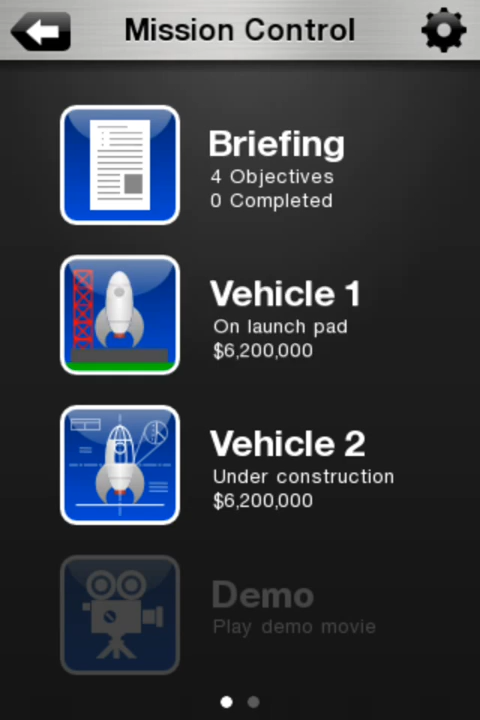 Mission Control
Briefing
4 Objectives
0 Completed
Vehicle 1
On launch pad
$6,200,000
Vehicle 2
Under construction
$6,200,000
Demo
Play demo movie